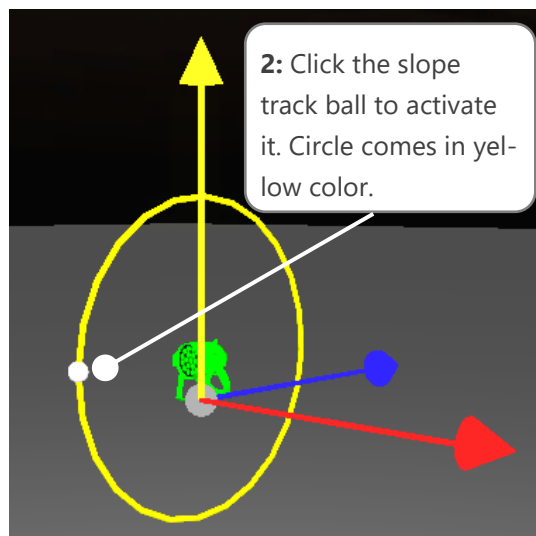 2: Click the slope
track ball to activate
it. Circle comes in yel-
low color.